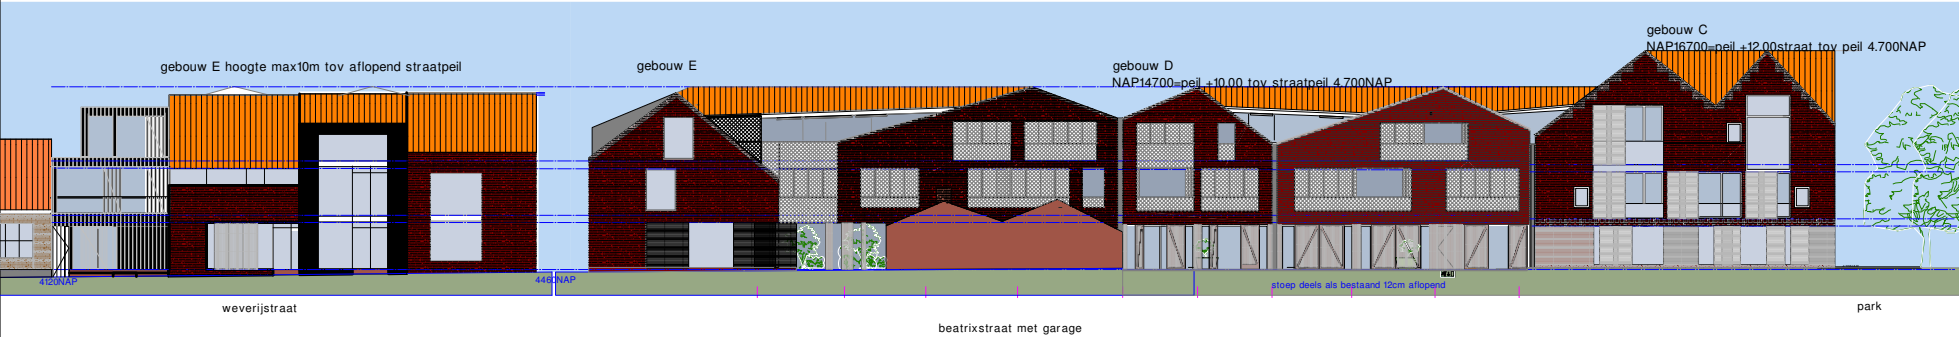 gebouw C
NAP16700=peil +12.00straat tov peil 4.700NAP
gebouw E hoogte max10m tov aflopend straatpeil
gebouw E
gebouw D
NAP14700=peil +10.00 tov straatpeil 4.700NAP
4120NAP
4460NAP
stoep deels als bestaand 12cm aflopend
weverijstraat
park
beatrixstraat met garage